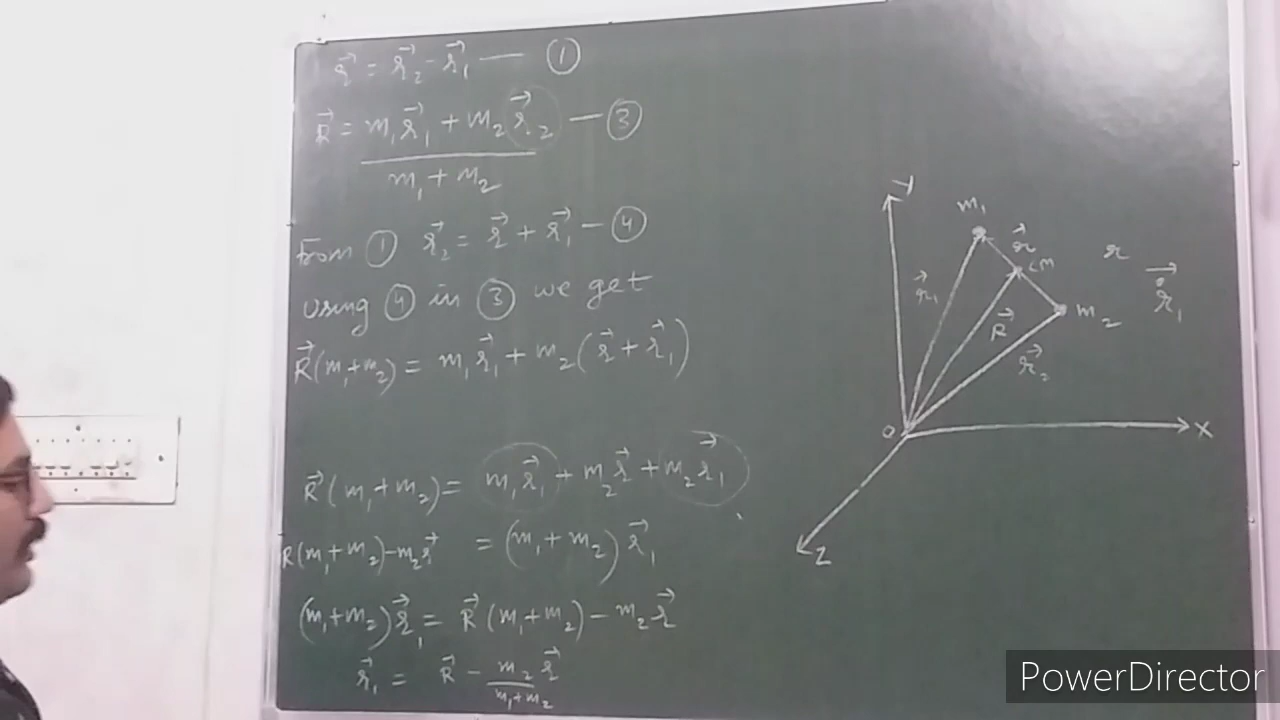 r⃗ = r⃗₂ - r⃗₁ — ①
R⃗ = m₁r⃗₁ + m₂r⃗₂ — ③
m₁ + m₂
from ① r⃗₂ = r⃗ + r⃗₁ — ④
using ④ in ③ we get
R⃗(m₁+m₂) = m₁r⃗₁ + m₂(r⃗ + r⃗₁)
R⃗(m₁+m₂) = m₁r⃗₁ + m₂r⃗ + m₂r⃗₁
R(m₁+m₂)-m₂r⃗ = (m₁+m₂)r⃗₁
(m₁+m₂)r⃗₁ = R⃗(m₁+m₂) - m₂r⃗
r⃗₁ = R⃗ - m₂r⃗
m₁+m₂
Y
m₁
r⃗
CM
r
r⃗₁
r⃗₁
R⃗
m₂
r⃗₂
O
X
Z
PowerDirector